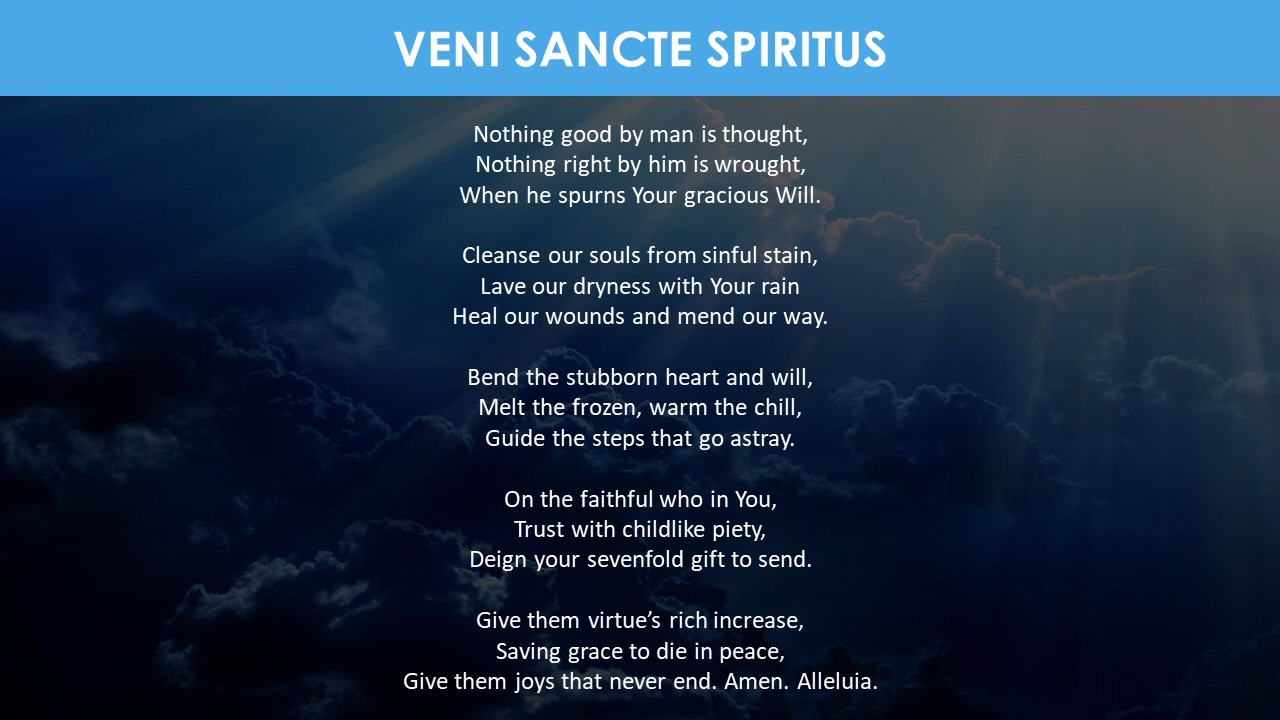 VENI SANCTE SPIRITUS
Nothing good by man is thought,
Nothing right by him is wrought,
When he spurns Your gracious Will.
Cleanse our souls from sinful stain,
Lave our dryness with Your rain
Heal our wounds and mend our way.
Bend the stubborn heart and will,
Melt the frozen, warm the chill,
Guide the steps that go astray.
On the faithful who in You,
Trust with childlike piety,
Deign your sevenfold gift to send.
Give them virtue’s rich increase,
Saving grace to die in peace,
Give them joys that never end. Amen. Alleluia.